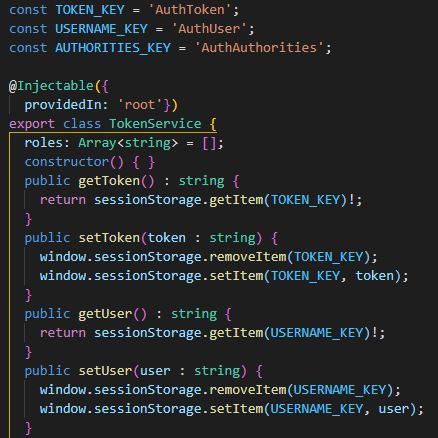 const TOKEN_KEY = 'AuthToken';
const USERNAME_KEY = 'AuthUser';
const AUTHORITIES_KEY = 'AuthAuthorities';

@Injectable({
  providedIn: 'root'})
export class TokenService {
  roles: Array<string> = [];
  constructor() { }
  public getToken() : string {
    return sessionStorage.getItem(TOKEN_KEY)!;
  }
  public setToken(token : string) {
    window.sessionStorage.removeItem(TOKEN_KEY);
    window.sessionStorage.setItem(TOKEN_KEY, token);
  }
  public getUser() : string {
    return sessionStorage.getItem(USERNAME_KEY)!;
  }
  public setUser(user : string) {
    window.sessionStorage.removeItem(USERNAME_KEY);
    window.sessionStorage.setItem(USERNAME_KEY, user);
  }